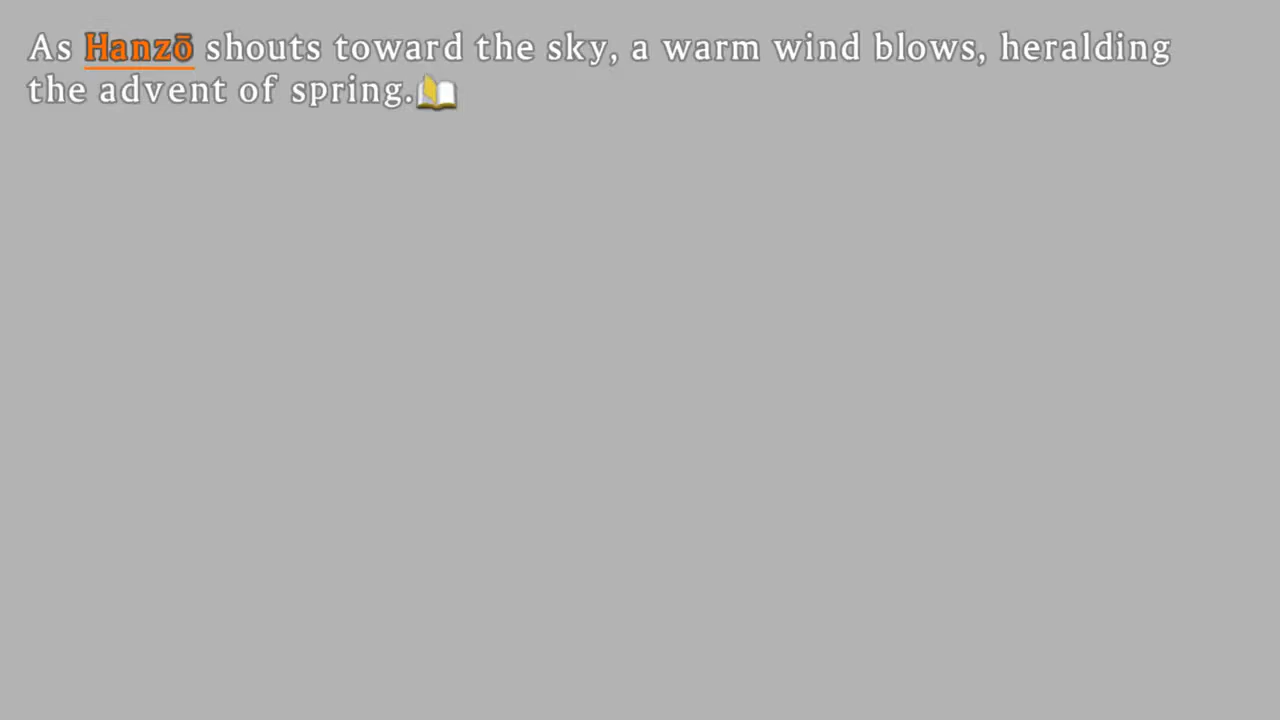 As Hanzō shouts toward the sky, a warm wind blows, heralding
the advent of spring.